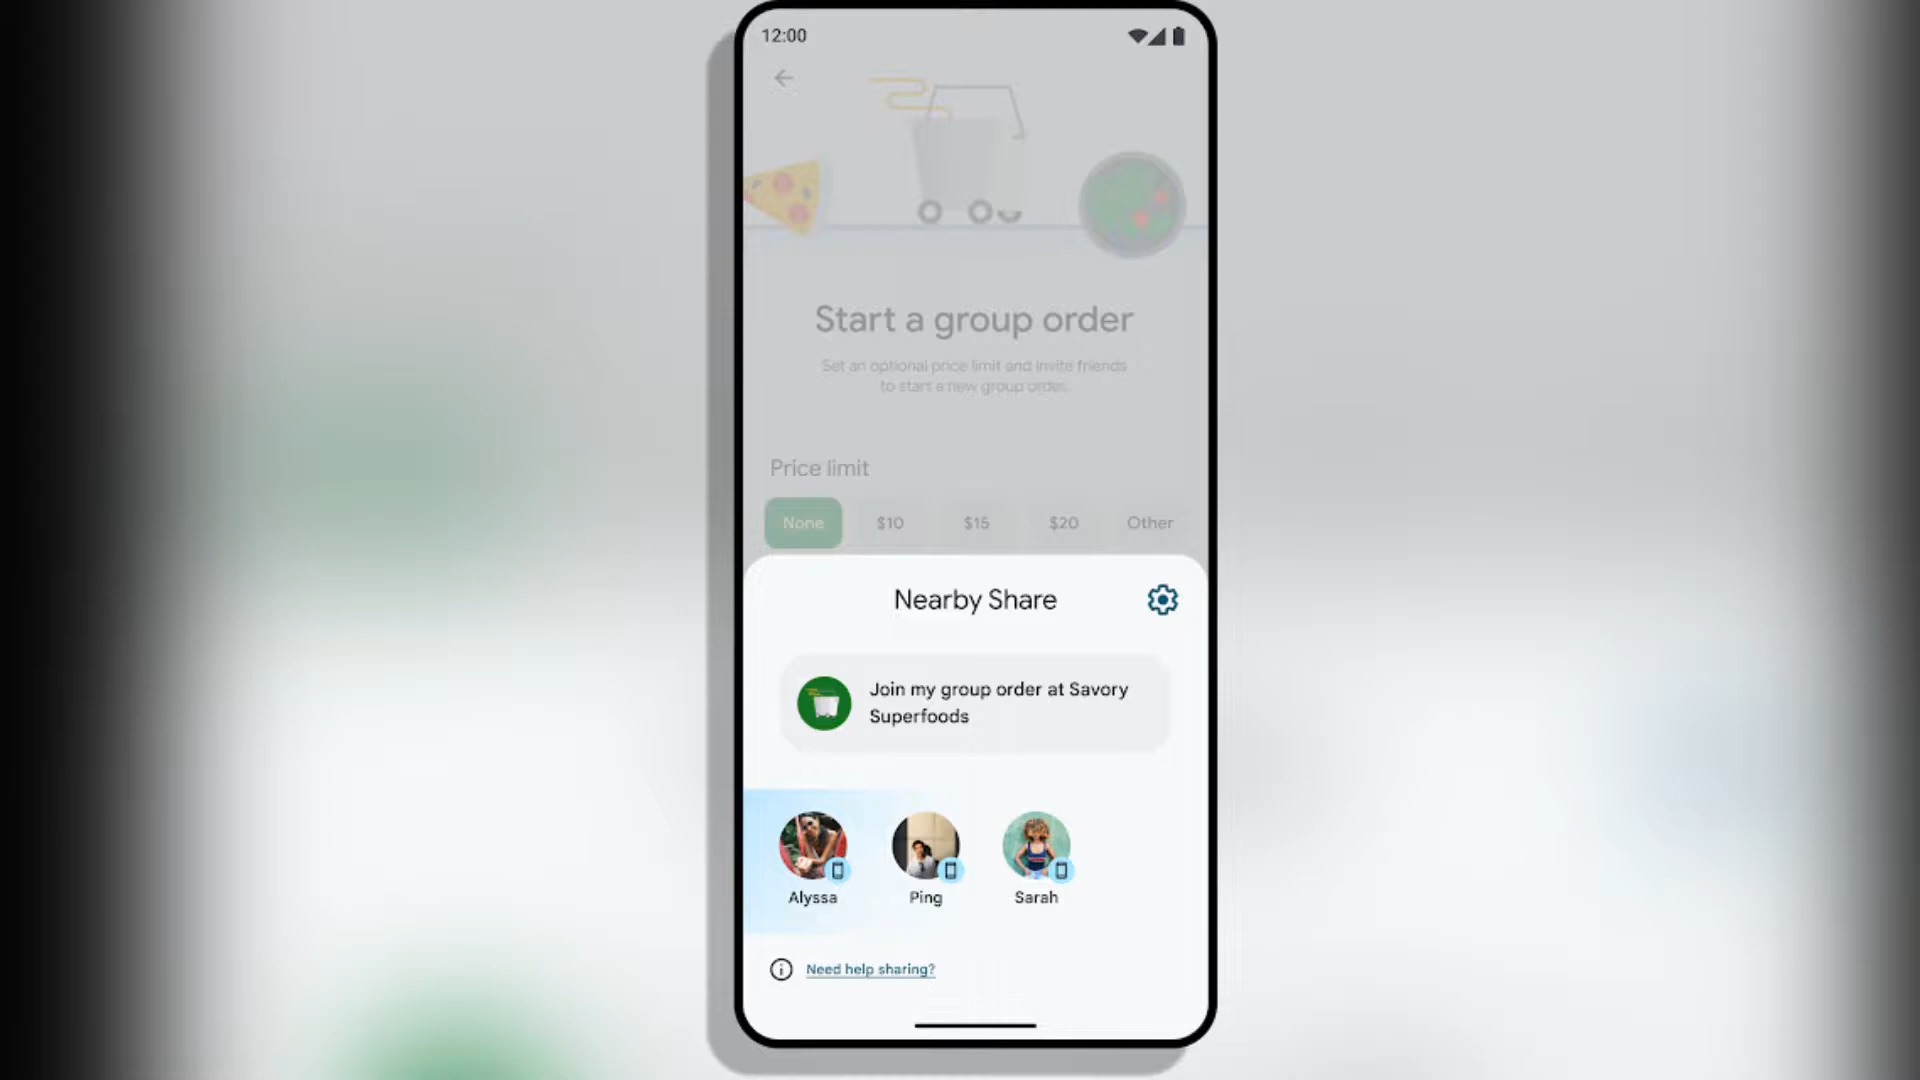 12:00
Start a group order
Set an optional price limit and invite friends
to start a new group order.
Price limit
None $10 $15 $20 Other
Nearby Share
Join my group order at Savory
Superfoods
Alyssa Ping Sarah
Need help sharing?